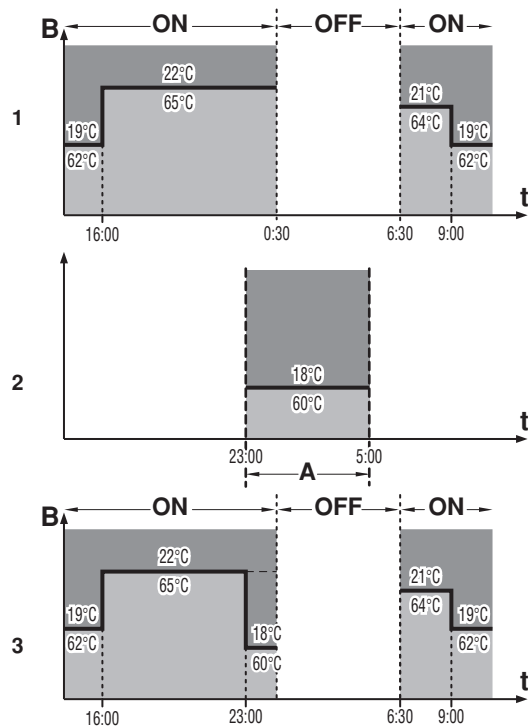 B ON OFF ON
22°C 21°C
65°C 64°C
19°C 19°C
62°C 62°C
1
t
16:00 0:30 6:30 9:00
18°C
60°C
2
t
23:00 5:00
A
B ON OFF ON
22°C 21°C
65°C 64°C
19°C 18°C 19°C
62°C 60°C 62°C
3
t
16:00 23:00 6:30 9:00